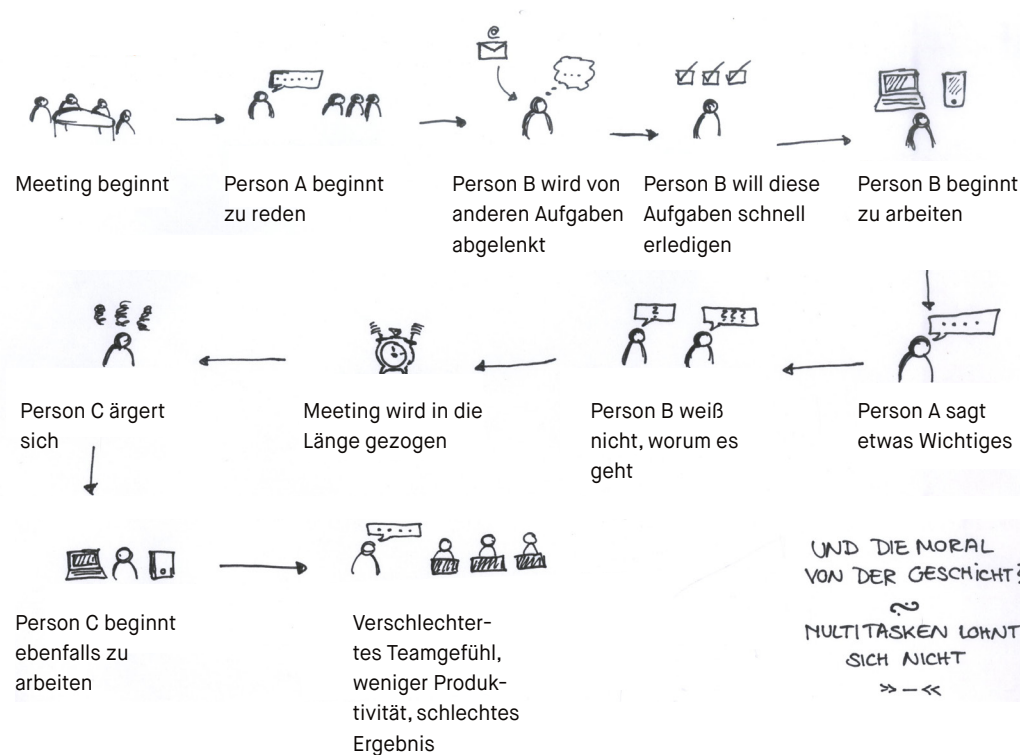 @
Meeting beginnt
Person A beginnt
zu reden
Person B wird von
anderen Aufgaben
abgelenkt
Person B will diese
Aufgaben schnell
erledigen
Person B beginnt
zu arbeiten
Person C ärgert
sich
Meeting wird in die
Länge gezogen
?
???
Person B weiß
nicht, worum es
geht
Person A sagt
etwas Wichtiges
Person C beginnt
ebenfalls zu
arbeiten
Verschlechter-
tes Teamgefühl,
weniger Produk-
tivität, schlechtes
Ergebnis
UND DIE MORAL
VON DER GESCHICHT?
MULTITASKEN LOHNT
SICH NICHT